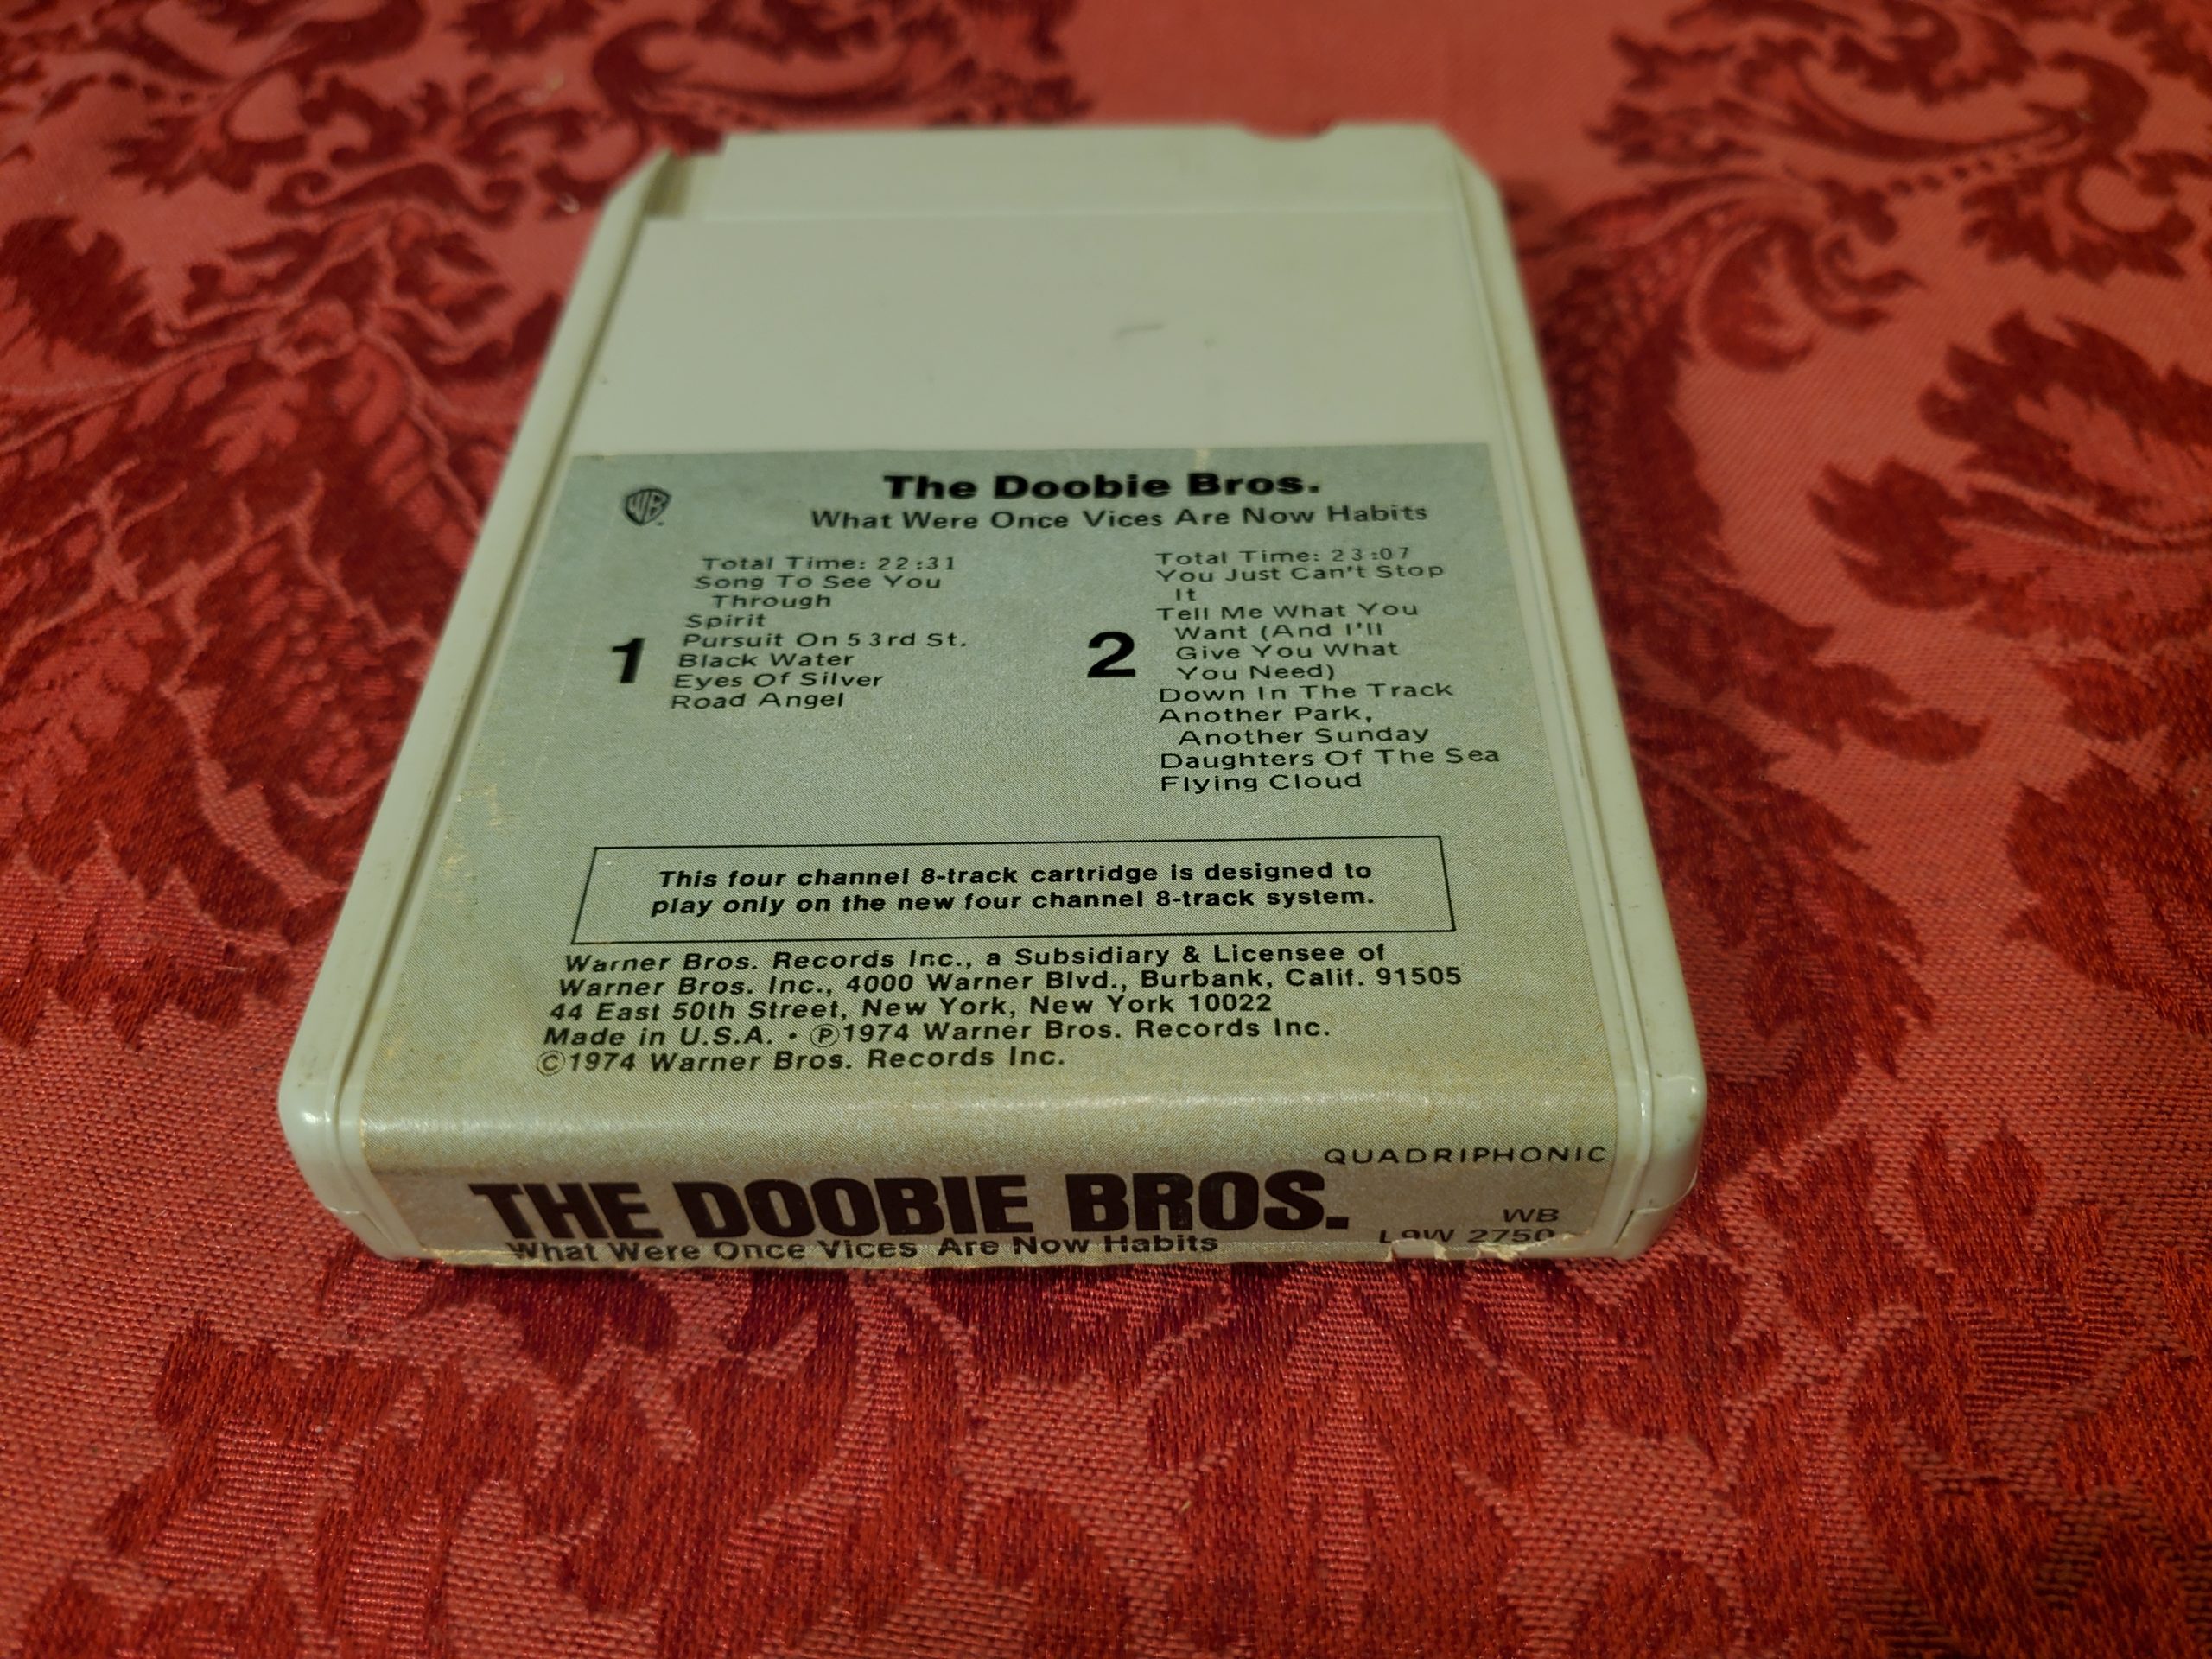 WB
The Doobie Bros.
What Were Once Vices Are Now Habits
1
Total Time: 22:31
Song To See You
Through
Spirit
Pursuit On 53rd St.
Black Water
Eyes Of Silver
Road Angel
2
Total Time: 23:07
You Just Can't Stop
It
Tell Me What You
Want (And I'll
Give You What
You Need)
Down In The Track
Another Park,
Another Sunday
Daughters Of The Sea
Flying Cloud
This four channel 8-track cartridge is designed to
play only on the new four channel 8-track system.
Warner Bros. Records Inc., a Subsidiary & Licensee of
Warner Bros. Inc., 4000 Warner Blvd., Burbank, Calif. 91505
44 East 50th Street, New York, New York 10022
Made in U.S.A. • ℗1974 Warner Bros. Records Inc.
©1974 Warner Bros. Records Inc.
QUADRIPHONIC
THE DOOBIE BROS.
What Were Once Vices Are Now Habits
WB
L9W 2750